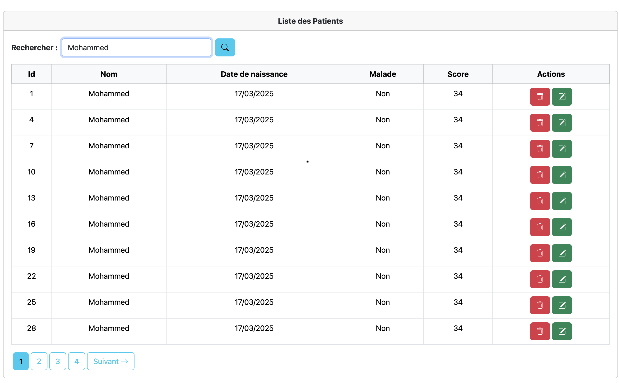 Liste des Patients
Rechercher : Mohammed
Id Nom Date de naissance Malade Score Actions
1 Mohammed 17/03/2025 Non 34
4 Mohammed 17/03/2025 Non 34
7 Mohammed 17/03/2025 Non 34
10 Mohammed 17/03/2025 Non 34
13 Mohammed 17/03/2025 Non 34
16 Mohammed 17/03/2025 Non 34
19 Mohammed 17/03/2025 Non 34
22 Mohammed 17/03/2025 Non 34
25 Mohammed 17/03/2025 Non 34
28 Mohammed 17/03/2025 Non 34
1 2 3 4 Suivant →